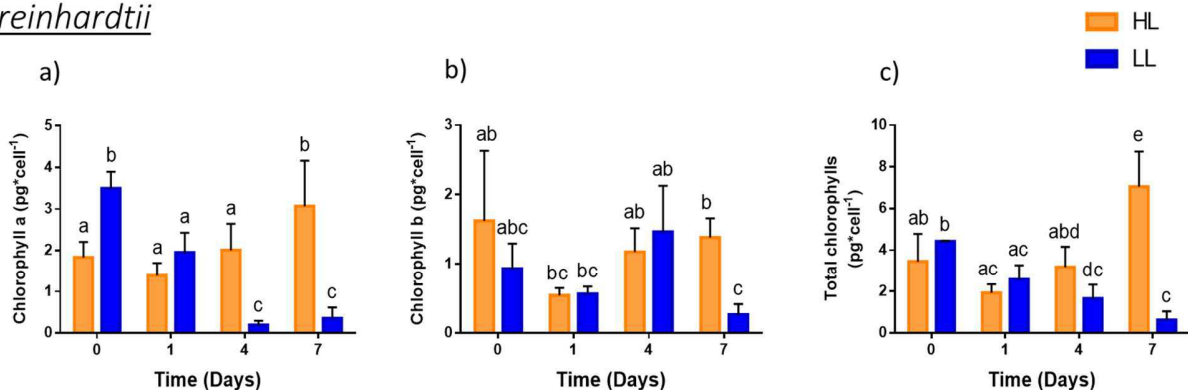 reinhardtii
HL
LL
a)
b)
c)
Chlorophyll a (pg*cell⁻¹)
5
4
3
2
1
0
a
b
a
a
a
c
b
c
0
1
4
7
Time (Days)
Chlorophyll b (pg*cell⁻¹)
3
2
1
0
ab
abc
bc
bc
ab
ab
b
c
0
1
4
7
Time (Days)
Total chlorophylls
(pg*cell⁻¹)
10
8
6
4
2
0
ab
b
ac
ac
abd
dc
e
c
0
1
4
7
Time (Days)